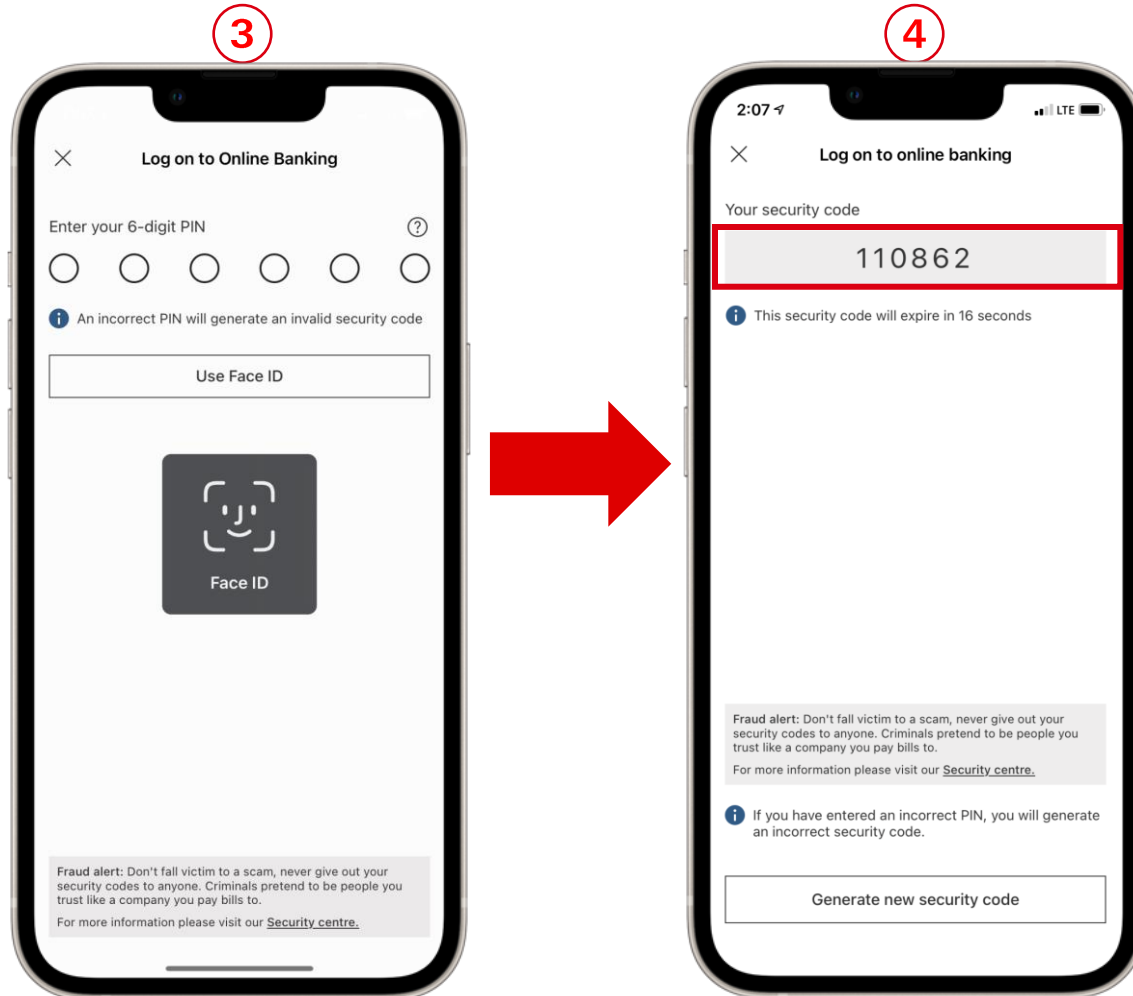 ③
Log on to Online Banking
Enter your 6-digit PIN
?
i An incorrect PIN will generate an invalid security code
Use Face ID
Face ID
Fraud alert: Don't fall victim to a scam, never give out your
security codes to anyone. Criminals pretend to be people you
trust like a company you pay bills to.
For more information please visit our Security centre.
④
2:07 LTE
Log on to online banking
Your security code
110862
i This security code will expire in 16 seconds
Fraud alert: Don't fall victim to a scam, never give out your
security codes to anyone. Criminals pretend to be people you
trust like a company you pay bills to.
For more information please visit our Security centre.
i If you have entered an incorrect PIN, you will generate
an incorrect security code.
Generate new security code